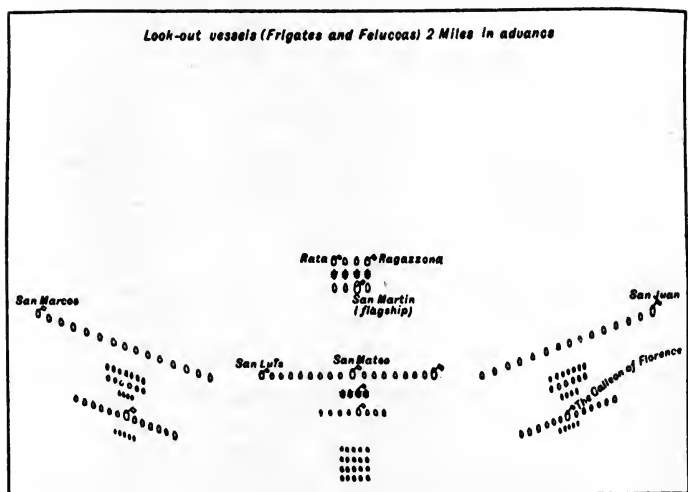 Look-out vessels (Frigates and Felucoas) 2 Miles in advance
Rata
Ragazzona
San Martin
(flagship)
San Marcos
San Juan
San Luis
San Mateo
The Galleon of Florence